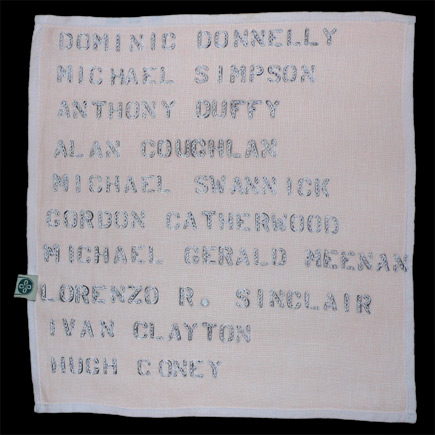 DOMINIC DONNELLY
MICHAEL SIMPSON
ANTHONY DUFFY
ALAN COUGHLAN
MICHAEL SWANNICK
GORDON CATHERWOOD
MICHAEL GERALD MEENAN
LORENZO R. SINCLAIR
IVAN CLAYTON
HUGH CONEY